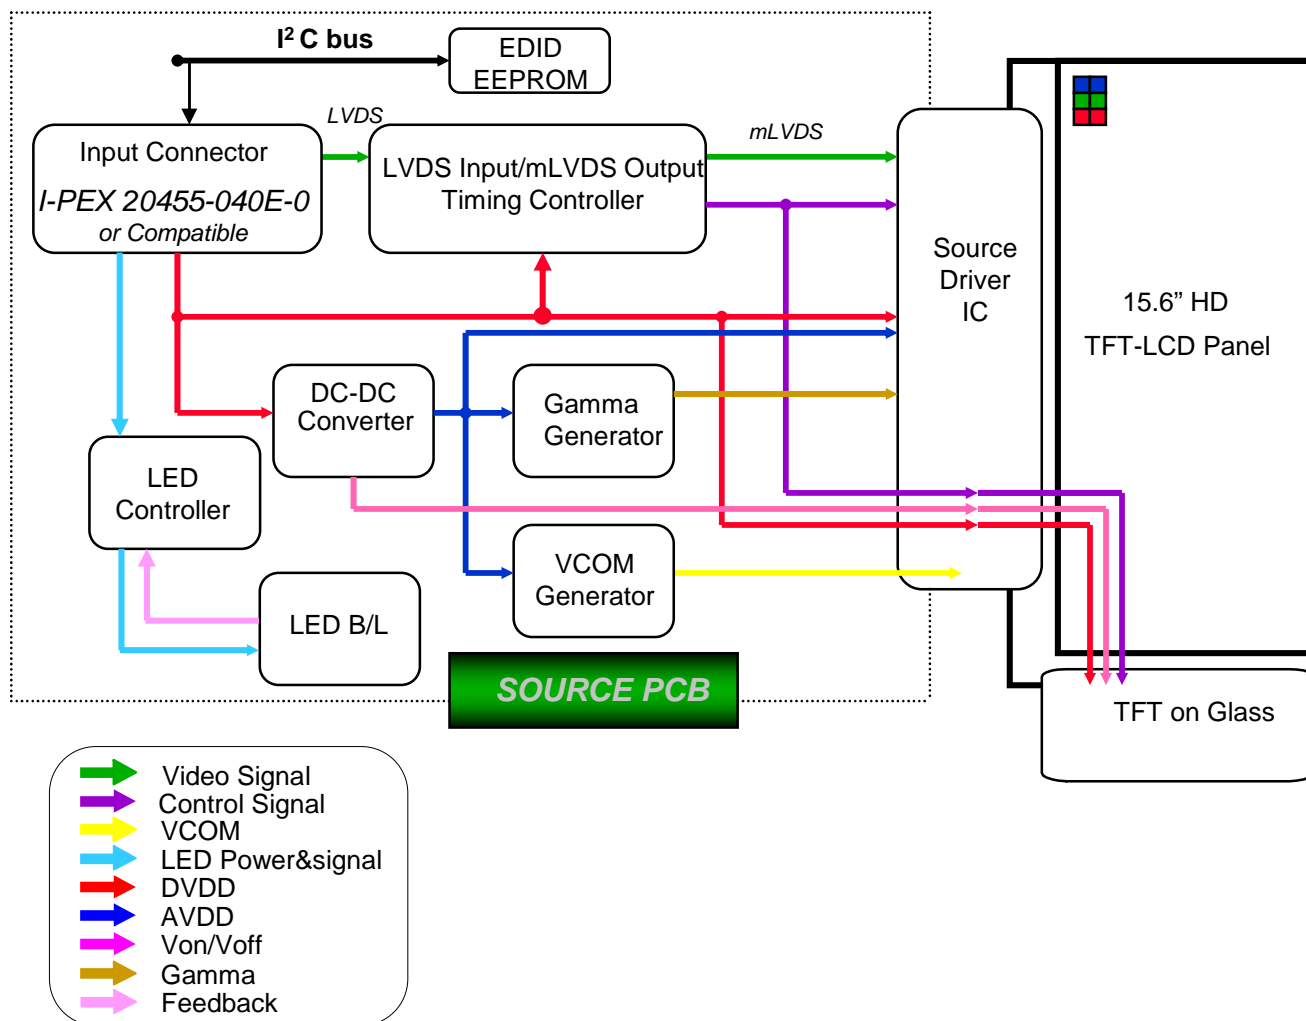 I² C bus
EDID
EEPROM
LVDS
mLVDS
Input Connector
I-PEX 20455-040E-0
or Compatible
LVDS Input/mLVDS Output
Timing Controller
Source
Driver
IC
15.6” HD
TFT-LCD Panel
DC-DC
Converter
Gamma
Generator
LED
Controller
VCOM
Generator
LED B/L
SOURCE PCB
TFT on Glass
Video Signal
Control Signal
VCOM
LED Power&signal
DVDD
AVDD
Von/Voff
Gamma
Feedback